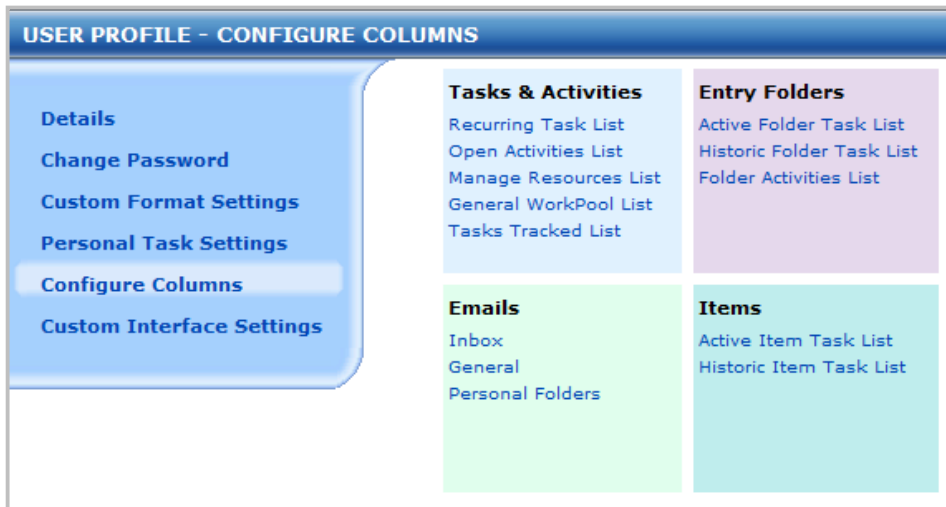 USER PROFILE - CONFIGURE COLUMNS
Details
Change Password
Custom Format Settings
Personal Task Settings
Configure Columns
Custom Interface Settings
Tasks & Activities
Recurring Task List
Open Activities List
Manage Resources List
General WorkPool List
Tasks Tracked List
Entry Folders
Active Folder Task List
Historic Folder Task List
Folder Activities List
Emails
Inbox
General
Personal Folders
Items
Active Item Task List
Historic Item Task List